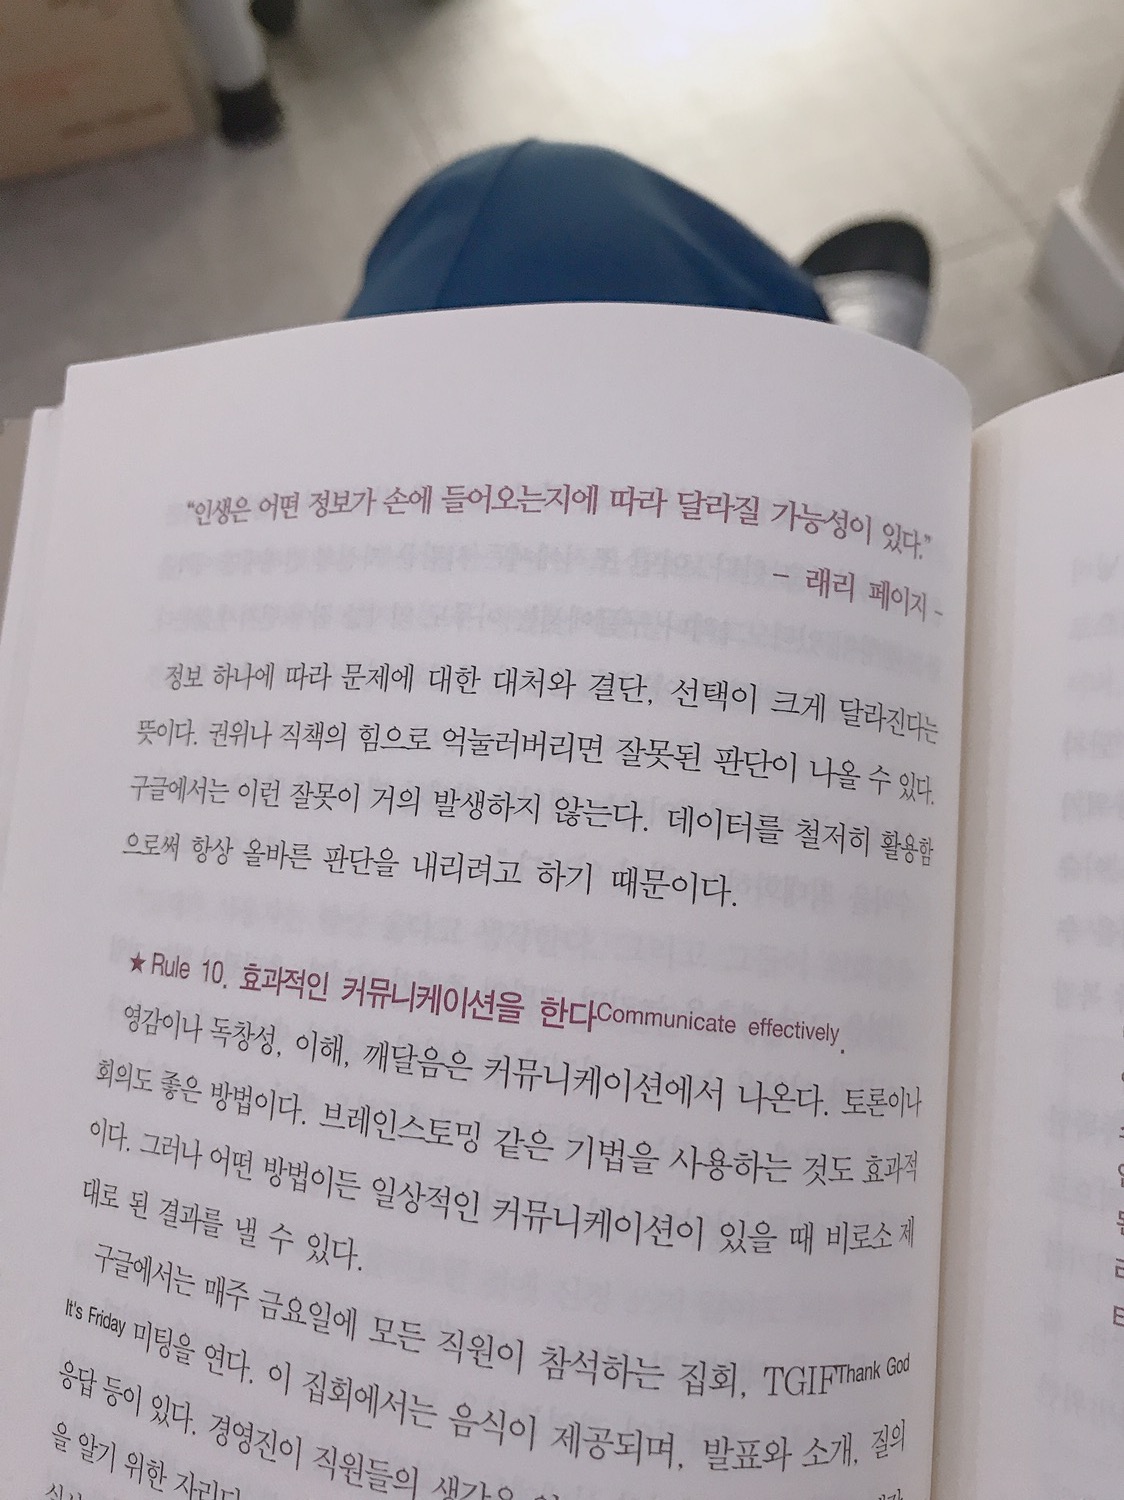 “인생은 어떤 정보가 손에 들어오는지에 따라 달라질 가능성이 있다.”
- 래리 페이지 -
정보 하나에 따라 문제에 대한 대처와 결단, 선택이 크게 달라진다는
뜻이다. 권위나 직책의 힘으로 억눌러버리면 잘못된 판단이 나올 수 있다.
구글에서는 이런 잘못이 거의 발생하지 않는다. 데이터를 철저히 활용함
으로써 항상 올바른 판단을 내리려고 하기 때문이다.
★Rule 10. 효과적인 커뮤니케이션을 한다Communicate effectively.
영감이나 독창성, 이해, 깨달음은 커뮤니케이션에서 나온다. 토론이나
회의도 좋은 방법이다. 브레인스토밍 같은 기법을 사용하는 것도 효과적
이다. 그러나 어떤 방법이든 일상적인 커뮤니케이션이 있을 때 비로소 제
대로 된 결과를 낼 수 있다.
구글에서는 매주 금요일에 모든 직원이 참석하는 집회, TGIFThank God
It's Friday 미팅을 연다. 이 집회에서는 음식이 제공되며, 발표와 소개, 질의
응답 등이 있다. 경영진이 직원들의
을 알기 위한 자리다